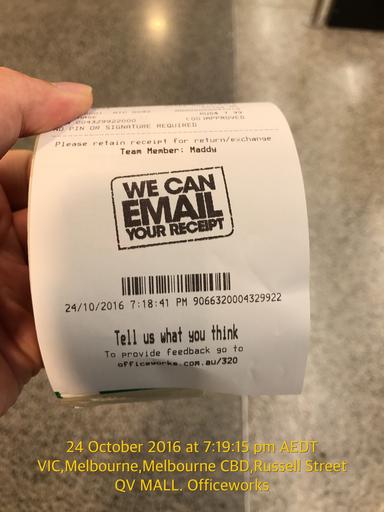 004329922000
NO PIN OR SIGNATURE REQUIRED
Please retain receipt for return/exchange
Team Member: Maddy
WE CAN
EMAIL
YOUR RECEIPT
24/10/2016 7:18:41 PM 9066320004329922
Tell us what you think
To provide feedback go to
officeworks.com.au/320
24 October 2016 at 7:19:15 pm AEDT
VIC,Melbourne,Melbourne CBD,Russell Street
QV MALL. Officeworks